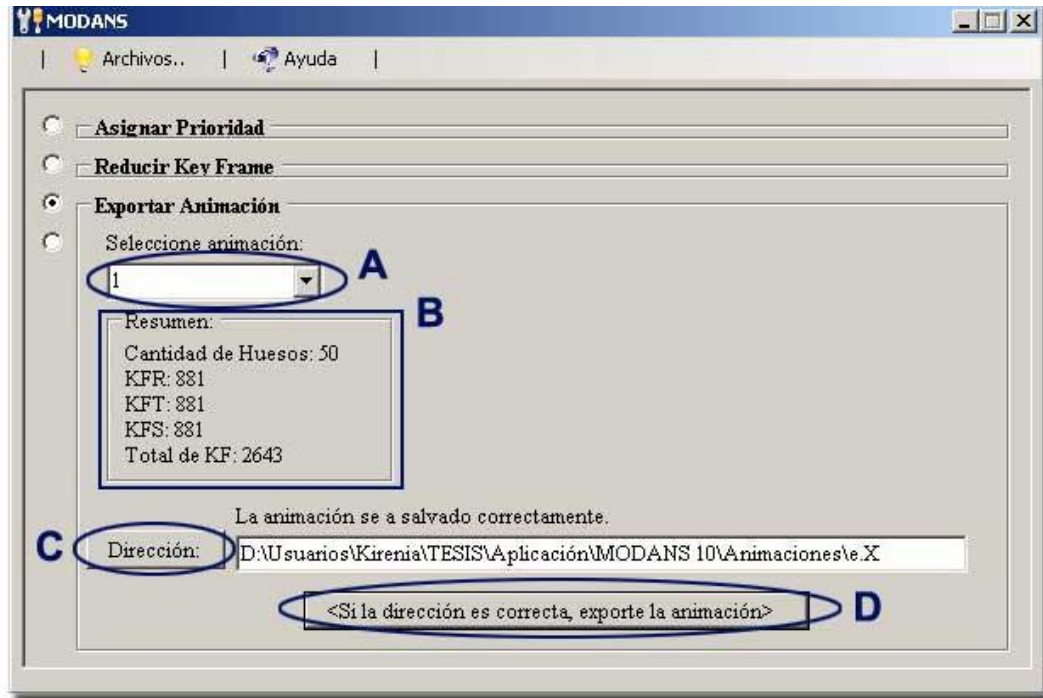 MODANS
| Archivos.. | Ayuda |
Asignar Prioridad
Reducir Key Frame
Exportar Animación
Seleccione animación:
1
A
B
Resumen:
Cantidad de Huesos: 50
KFR: 881
KFT: 881
KFS: 881
Total de KF: 2643
La animación se a salvado correctamente.
C
Dirección: D:\Usuarios\Kirenia\TESIS\Aplicación\MODANS 10\Animaciones\e.X
<Si la dirección es correcta, exporte la animación>
D